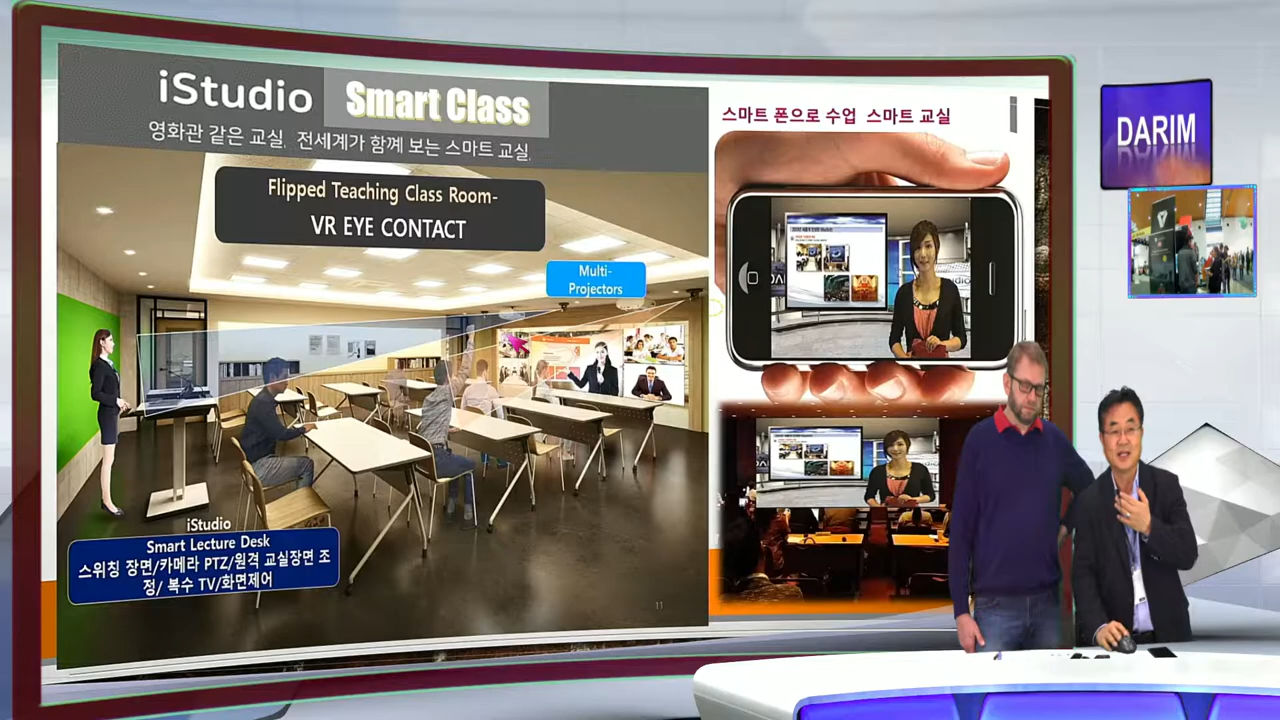 iStudio Smart Class
영화관 같은 교실. 전세계가 함께 보는 스마트 교실.
Flipped Teaching Class Room-
VR EYE CONTACT
Multi-
Projectors
iStudio
Smart Lecture Desk
스위칭 장면/카메라 PTZ/원격 교실장면 조
정/ 복수 TV/화면제어
11
스마트 폰으로 수업 스마트 교실
DARIM